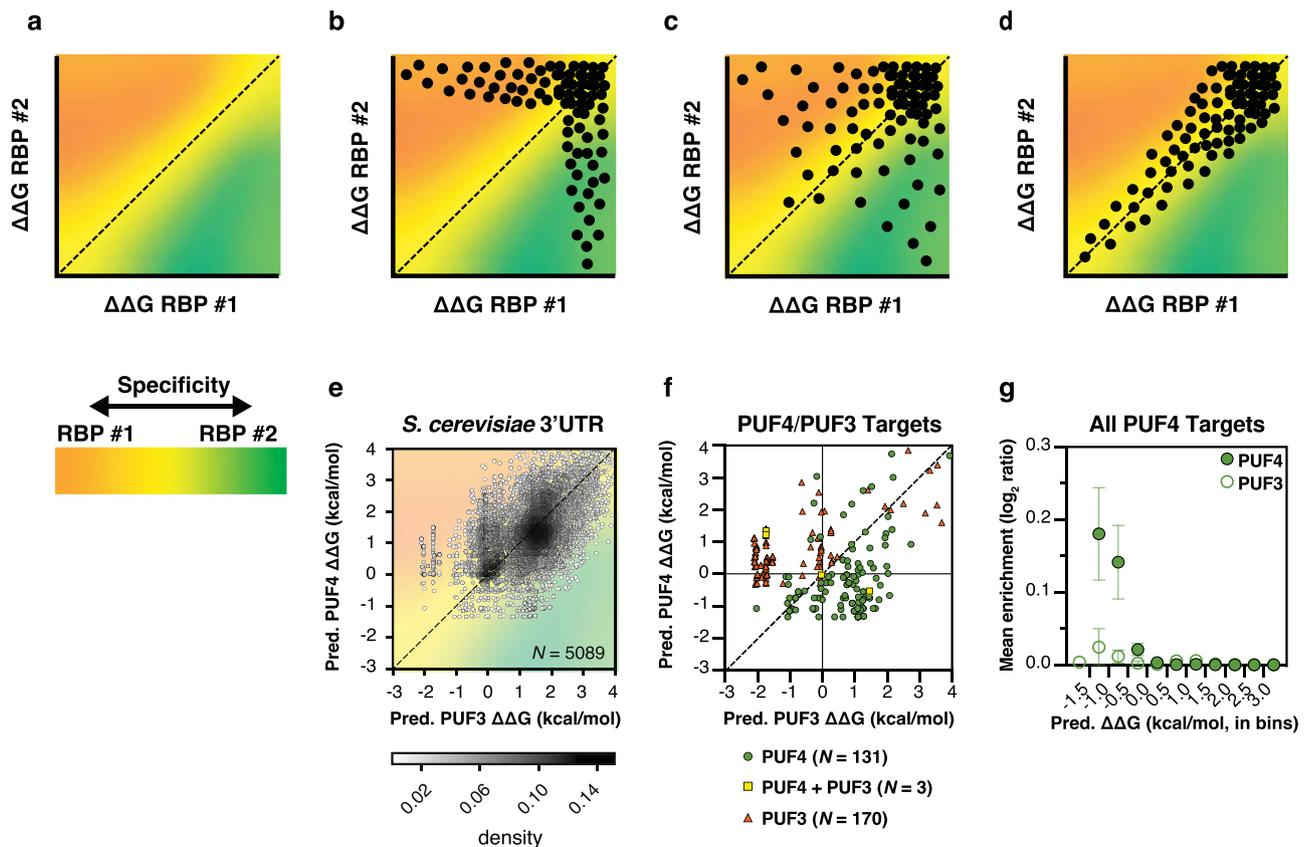 a
b
c
d
ΔΔG RBP #2
ΔΔG RBP #1
ΔΔG RBP #2
ΔΔG RBP #1
ΔΔG RBP #2
ΔΔG RBP #1
ΔΔG RBP #2
ΔΔG RBP #1
Specificity
RBP #1 RBP #2
e
S. cerevisiae 3’UTR
Pred. PUF4 ΔΔG (kcal/mol)
4
3
2
1
0
-1
-2
-3
N = 5089
-3 -2 -1 0 1 2 3 4
Pred. PUF3 ΔΔG (kcal/mol)
0.02 0.06 0.10 0.14
density
f
PUF4/PUF3 Targets
Pred. PUF4 ΔΔG (kcal/mol)
4
3
2
1
0
-1
-2
-3
-3 -2 -1 0 1 2 3 4
Pred. PUF3 ΔΔG (kcal/mol)
PUF4 (N = 131)
PUF4 + PUF3 (N = 3)
PUF3 (N = 170)
g
All PUF4 Targets
Mean enrichment (log2 ratio)
0.3
0.2
0.1
0.0
PUF4
PUF3
-1.5 -1.0 -0.5 0.0 0.5 1.0 1.5 2.0 2.5 3.0
Pred. ΔΔG (kcal/mol, in bins)